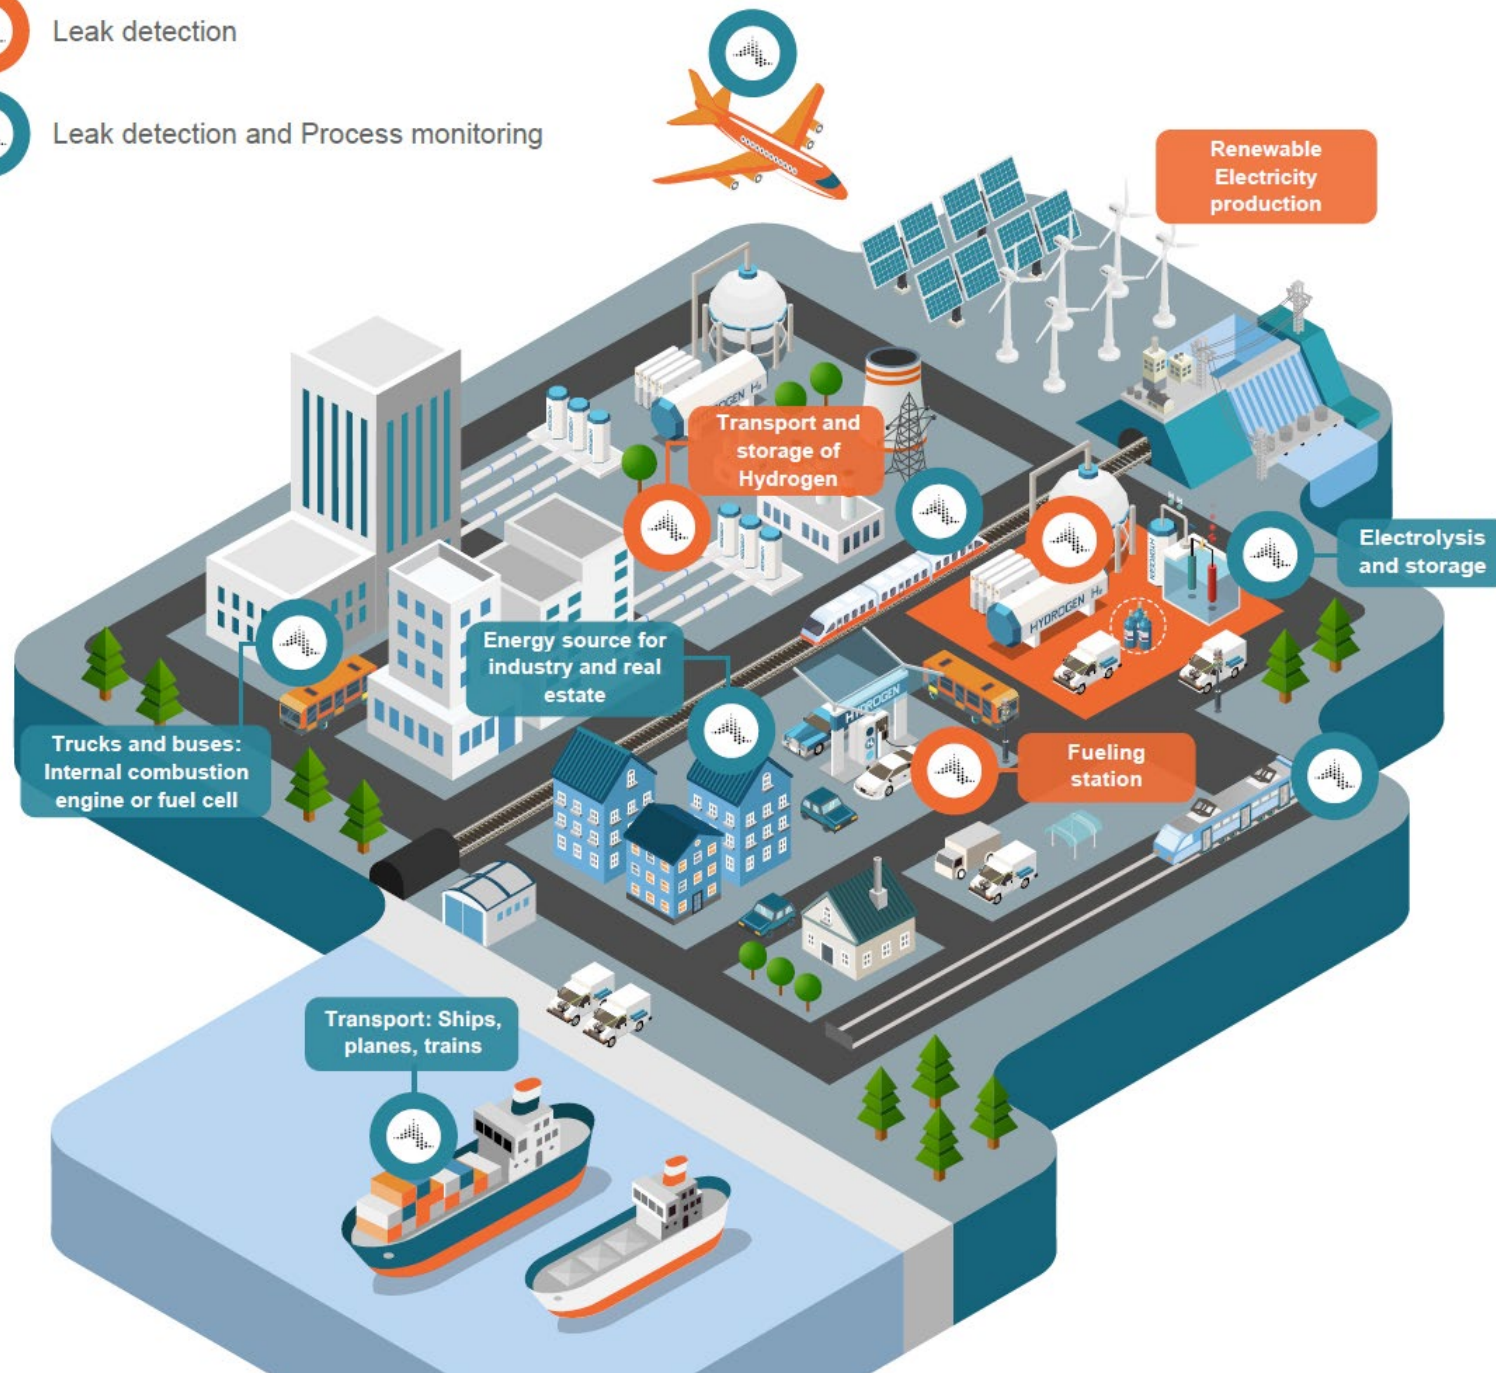 Leak detection
Leak detection and Process monitoring
Renewable
Electricity
production
Transport and
storage of
Hydrogen
Electrolysis
and storage
HYDROGEN H₂
Energy source for
industry and real
estate
HYDROGEN
Trucks and buses:
Internal combustion
engine or fuel cell
Fueling
station
Transport: Ships,
planes, trains